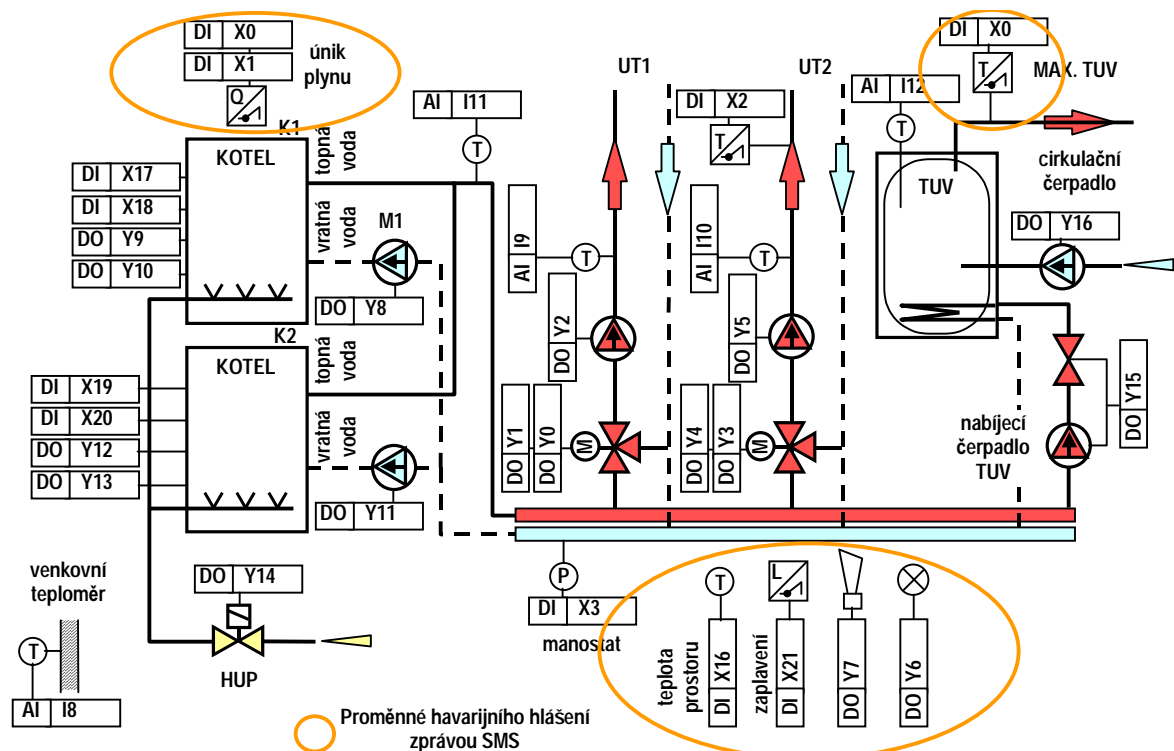 DI X0
DI X1
únik
plynu
Q
K1
KOTEL
topná
voda
vratná
voda
DI X17
DI X18
DO Y9
DO Y10
M1
DO Y8
K2
KOTEL
topná
voda
vratná
voda
DI X19
DI X20
DO Y12
DO Y13
DO Y11
AI I11
T
UT1
AI I9
T
DO Y2
DO Y1
DO Y0
M
UT2
DI X2
T
AI I10
T
DO Y5
DO Y4
DO Y3
M
DI X0
T
MAX. TUV
AI I12
T
TUV
cirkulační
čerpadlo
DO Y16
nabíjecí
čerpadlo
TUV
DO Y15
venkovní
teploměr
T
AI I8
DO Y14
HUP
P
DI X3
manostat
T
teplota
prostoru
DI X16
L
zaplavení
DI X21
DO Y7
DO Y6
Proměnné havarijního hlášení
zprávou SMS